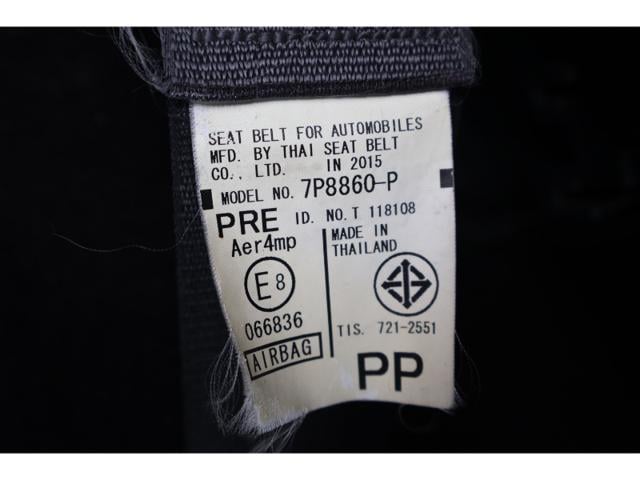 SEAT BELT FOR AUTOMOBILES
MFD. BY THAI SEAT BELT
CO., LTD. IN 2015
MODEL NO. 7P8860-P
PRE ID. NO. T 118108
Aer4mp
MADE IN
THAILAND
E8
066836
TIS. 721-2551
AIRBAG
PP